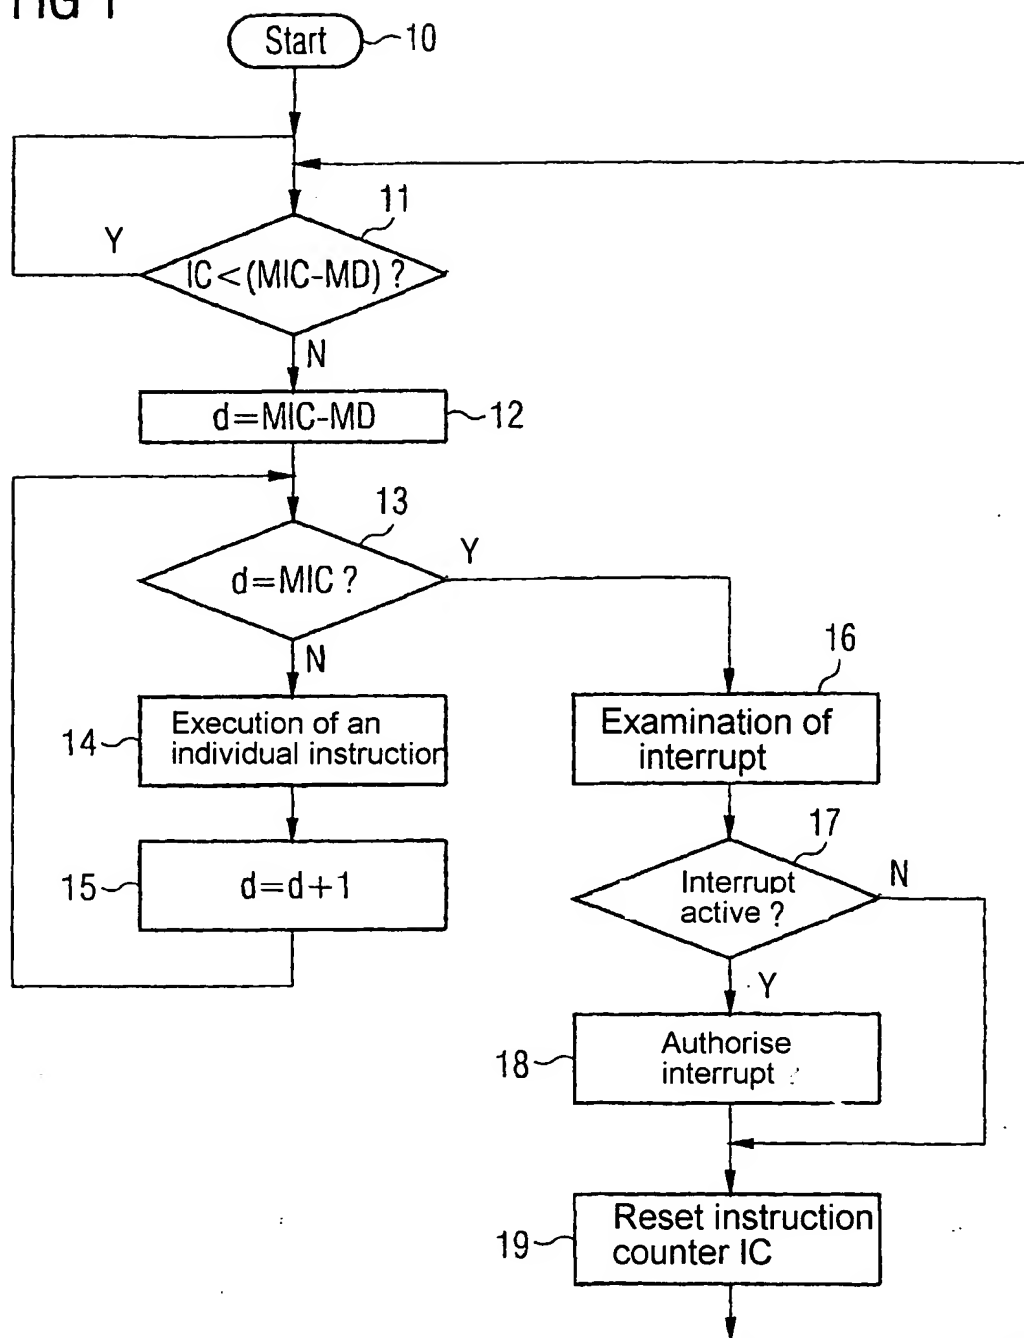 FIG 1
Start
10
11
Y
IC<(MIC-MD) ?
N
d=MIC-MD
12
13
Y
d=MIC ?
N
16
14
Execution of an
individual instruction
Examination of
interrupt
17
15
d=d+1
Interrupt
active ?
N
Y
18
Authorise
interrupt
19
Reset instruction
counter IC